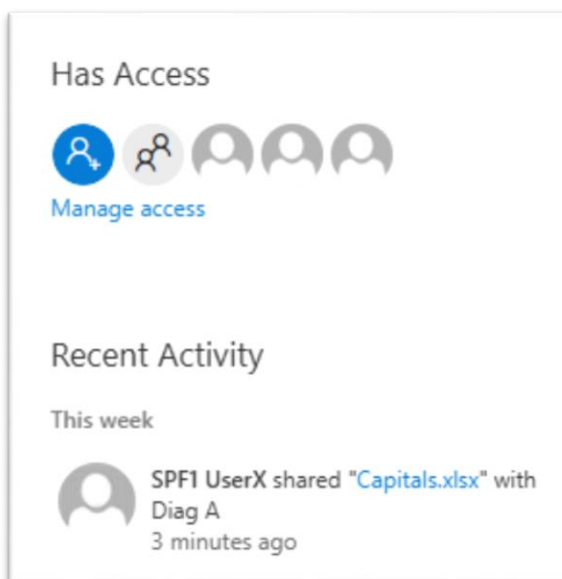 Has Access
Manage access
Recent Activity
This week
SPF1 UserX shared "Capitals.xlsx" with
Diag A
3 minutes ago